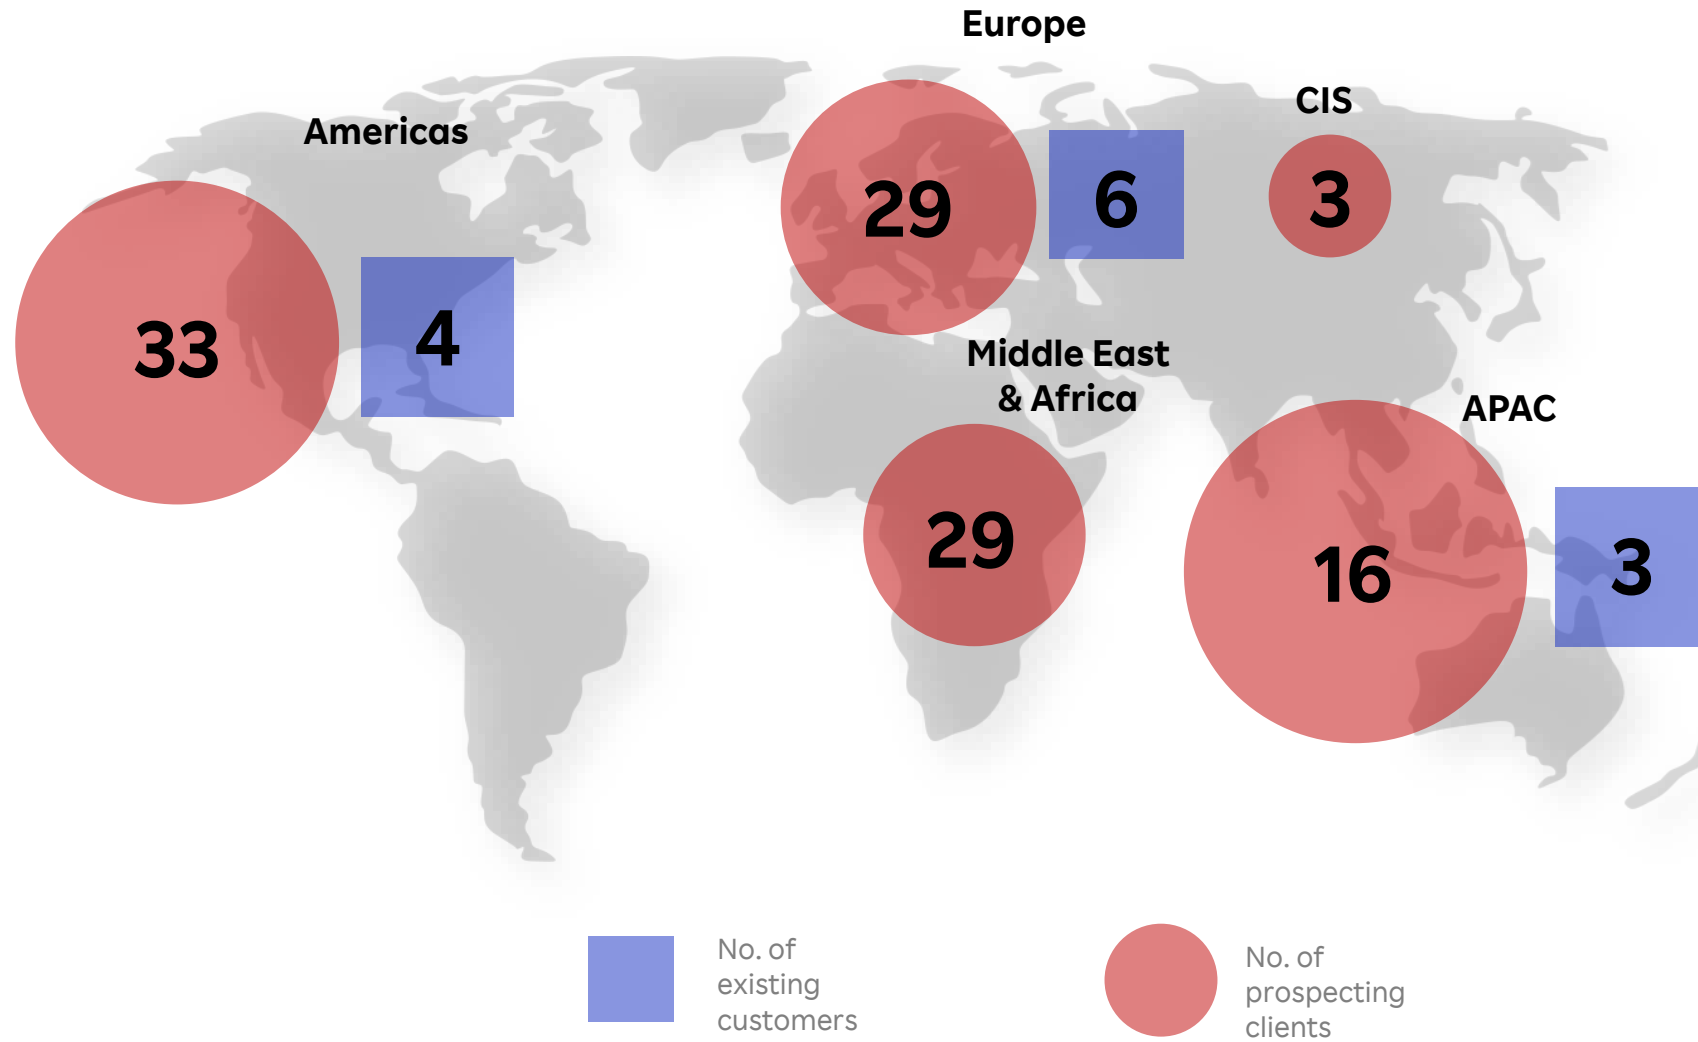 Europe
CIS
Americas
29
6
3
33
4
Middle East
& Africa
APAC
29
16
3
No. of
existing
customers
No. of
prospecting
clients